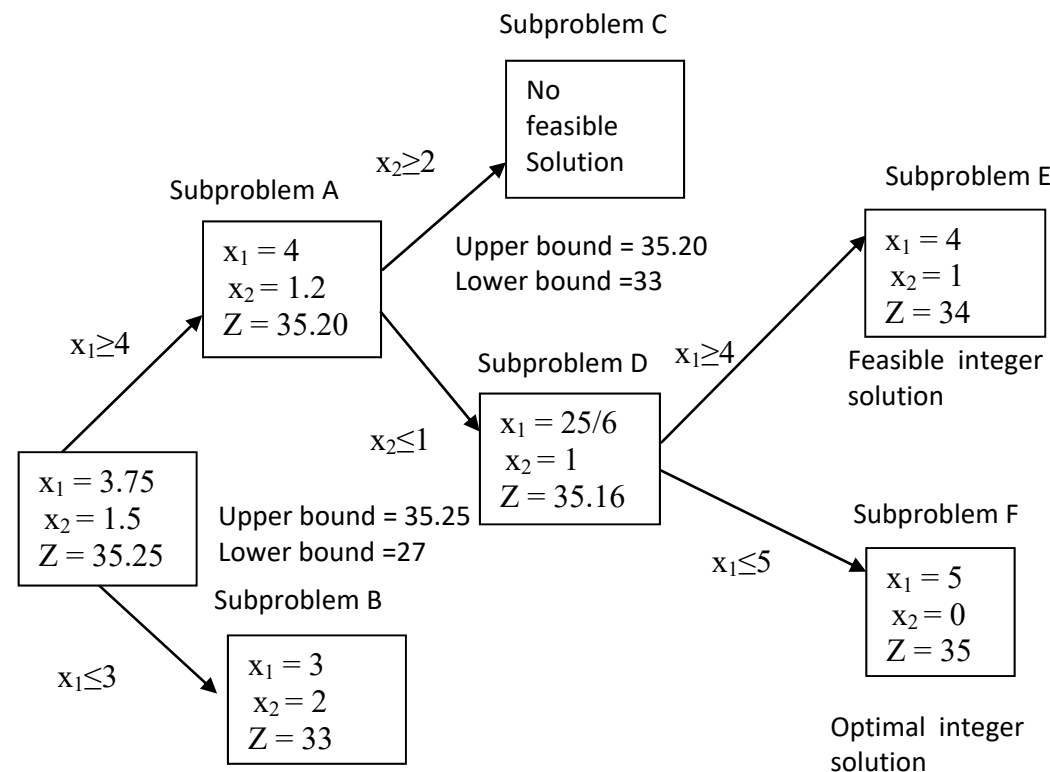 Subproblem C
No
feasible
Solution
x₂≥2
Subproblem A
x₁ = 4
x₂ = 1.2
Z = 35.20
Upper bound = 35.20
Lower bound =33
Subproblem E
x₁ = 4
x₂ = 1
Z = 34
Feasible integer
solution
x₁≥4
x₁≥4
Subproblem D
x₁ = 25/6
x₂ = 1
Z = 35.16
x₂≤1
x₁ = 3.75
x₂ = 1.5
Z = 35.25
Upper bound = 35.25
Lower bound =27
Subproblem B
x₁ = 3
x₂ = 2
Z = 33
x₁≤3
x₁≤5
Subproblem F
x₁ = 5
x₂ = 0
Z = 35
Optimal integer
solution